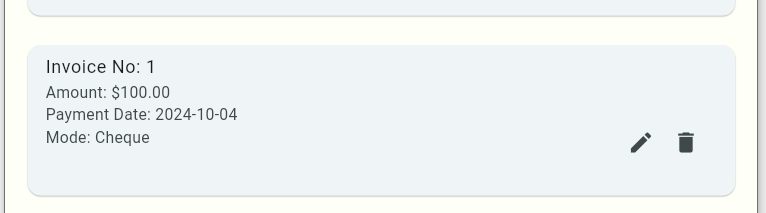 Invoice No: 1
Amount: $100.00
Payment Date: 2024-10-04
Mode: Cheque